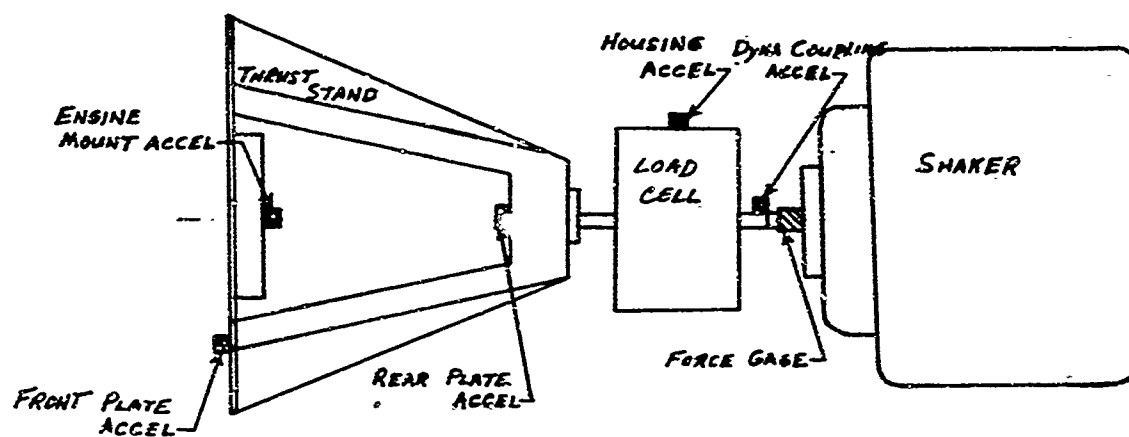 HOUSING
ACCEL
DYNA COUPLING
ACCEL
THRUST
STAND
ENGINE
MOUNT ACCEL
LOAD
CELL
SHAKER
FORCE GAGE
REAR PLATE
ACCEL
FRONT PLATE
ACCEL